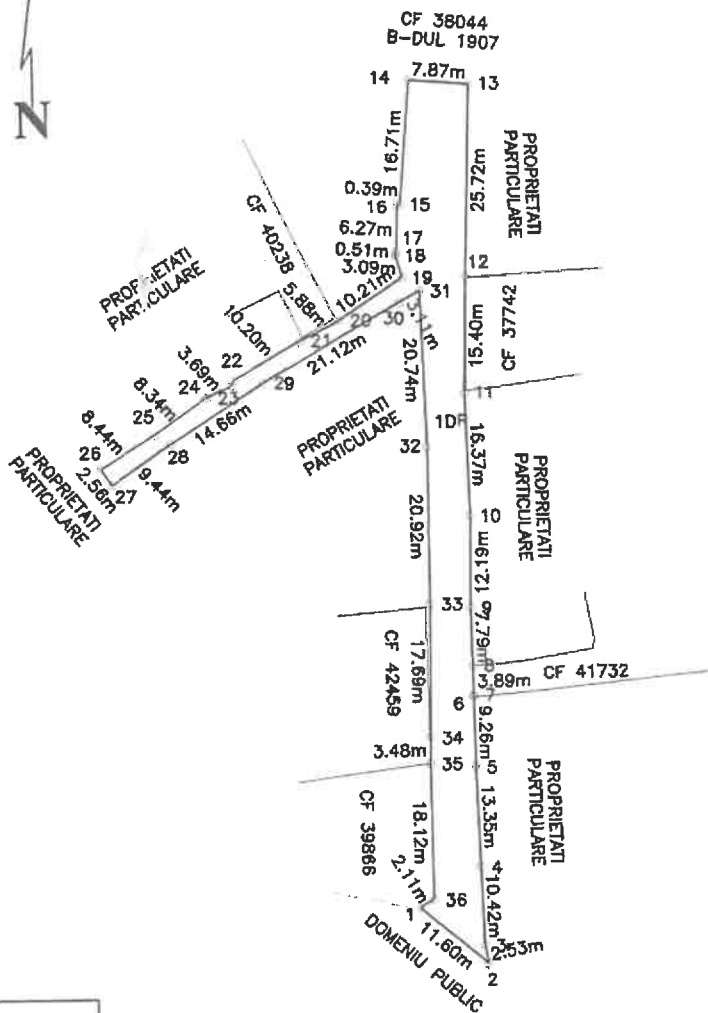 CF 38044
B-DUL 1907
14
7.87m
13
N
16.71m
25.72m
PROPRIETATI
PARTICULARE
0.39m
16
15
6.27m
17
0.51m
18
3.09m
19
12
31
CF 40238
PARTICULARE
5.88m
10.21m
10.20m
20
30
21
21.12m
15.40m
CF 37742
20.74m
22
3.69m
24
23
29
11
8.34m
25
14.66m
PROPRIETATI
PARTICULARE
1DF
32
16.37m
8.44m
26
28
2.56m
27
9.44m
PROPRIETATI
PARTICULARE
10
PROPRIETATI
PARTICULARE
20.92m
12.19m
33
9
7.79m
8
3.89m
CF 41732
17.69m
CF 42459
6
7
9.26m
34
3.48m
35
5
PROPRIETATI
PARTICULARE
13.35m
18.12m
CF 39866
4
2.11m
36
10.42m
1
11.60m
3
2.53m
2
DOMENIU PUBLIC